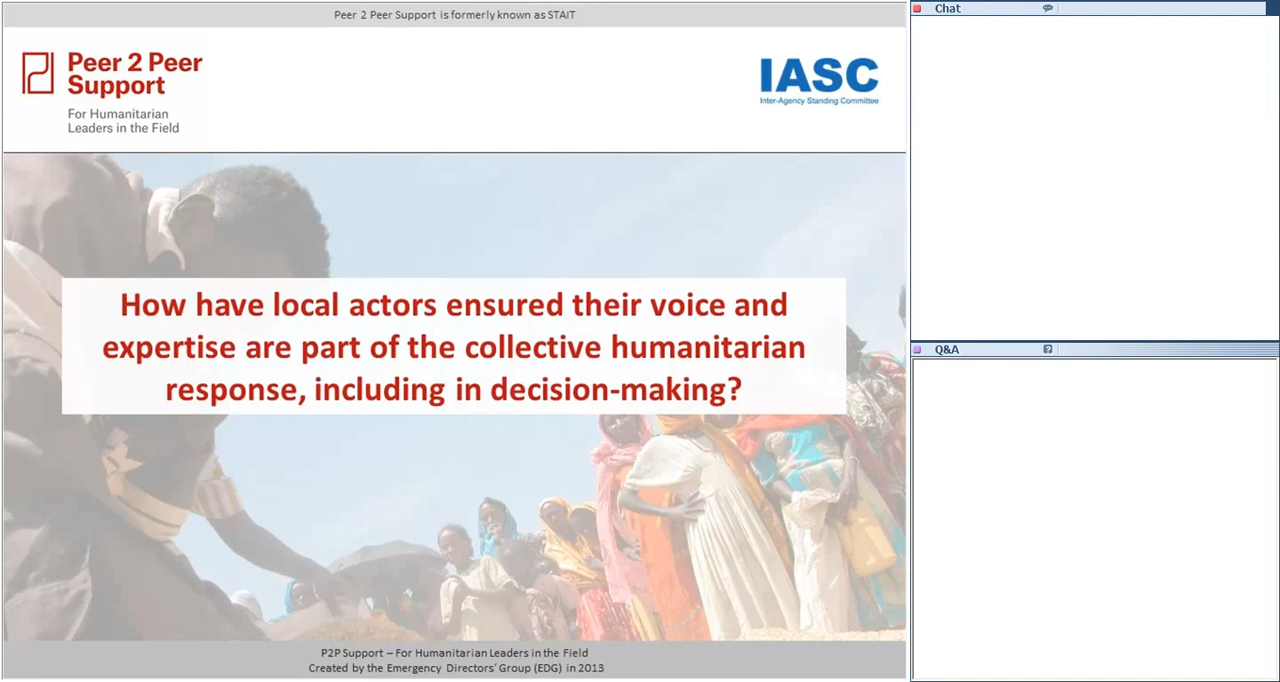 Peer 2 Peer Support is formerly known as STAIT
Peer 2 Peer
Support
For Humanitarian
Leaders in the Field
IASC
Inter-Agency Standing Committee
How have local actors ensured their voice and
expertise are part of the collective humanitarian
response, including in decision-making?
P2P Support – For Humanitarian Leaders in the Field
Created by the Emergency Directors' Group (EDG) in 2013
Chat
Q&A